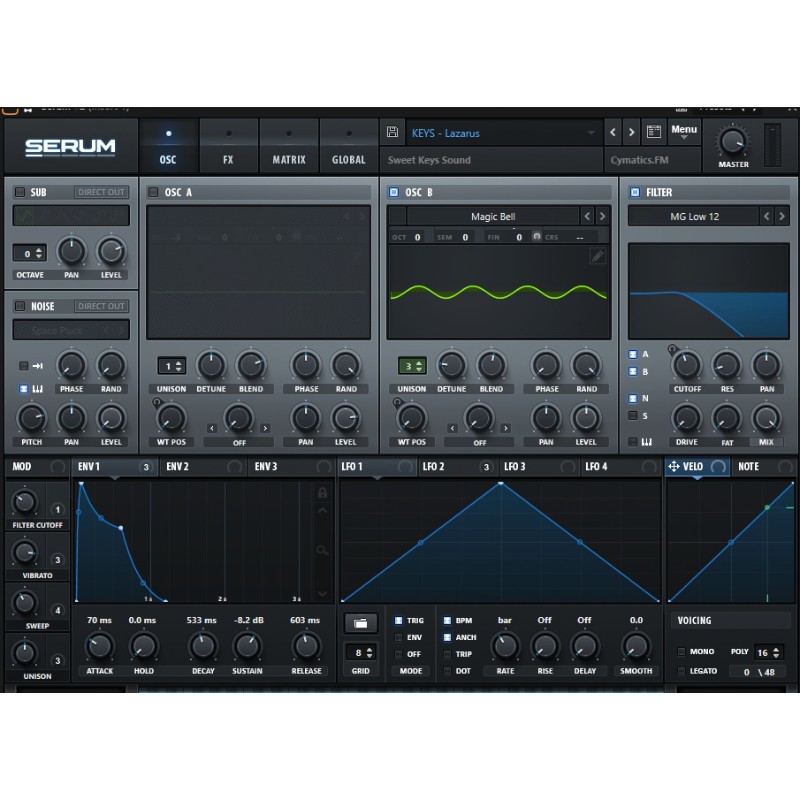 SERUM
OSC FX MATRIX GLOBAL
KEYS - Lazarus
Menu
Sweet Keys Sound
Cymatics.FM
MASTER
SUB DIRECT OUT
0
OCTAVE PAN LEVEL
NOISE DIRECT OUT
Space Pluck
PHASE RAND
PITCH PAN LEVEL
OSC A
1
UNISON DETUNE BLEND PHASE RAND
WT POS OFF PAN LEVEL
OSC B
Magic Bell
OCT 0 SEM 0 FIN 0 CRS --
3
UNISON DETUNE BLEND PHASE RAND
WT POS OFF PAN LEVEL
FILTER
MG Low 12
A
B
N
S
CUTOFF RES PAN
DRIVE FAT MIX
MOD ENV 1 3 ENV 2 ENV 3 LFO 1 LFO 2 3 LFO 3 LFO 4 VELO NOTE
1
FILTER CUTOFF
3
VIBRATO
4
SWEEP
3
UNISON
1s 2s 3s
70 ms 0.0 ms 533 ms -8.2 dB 603 ms
ATTACK HOLD DECAY SUSTAIN RELEASE
8
GRID
TRIG
ENV
OFF
MODE
BPM
ANCH
TRIP
DOT
bar Off Off 0.0
RATE RISE DELAY SMOOTH
VOICING
MONO POLY 16
LEGATO 0 \ 48